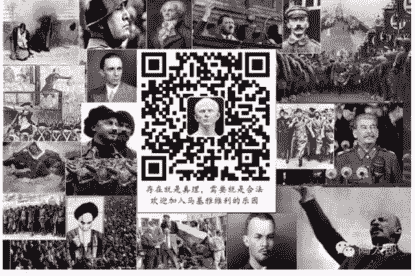 存在就是真理，需要就是合法
欢迎加入马基雅维利的乐园